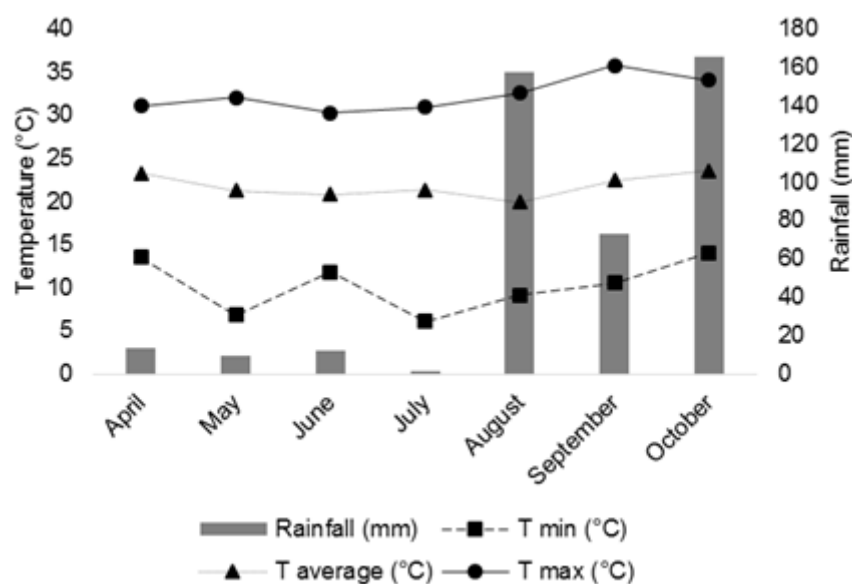 40
35
30
25
20
15
10
5
0
Temperature (°C)
180
160
140
120
100
80
60
40
20
0
Rainfall (mm)
April
May
June
July
August
September
October
Rainfall (mm)
T min (°C)
T average (°C)
T max (°C)